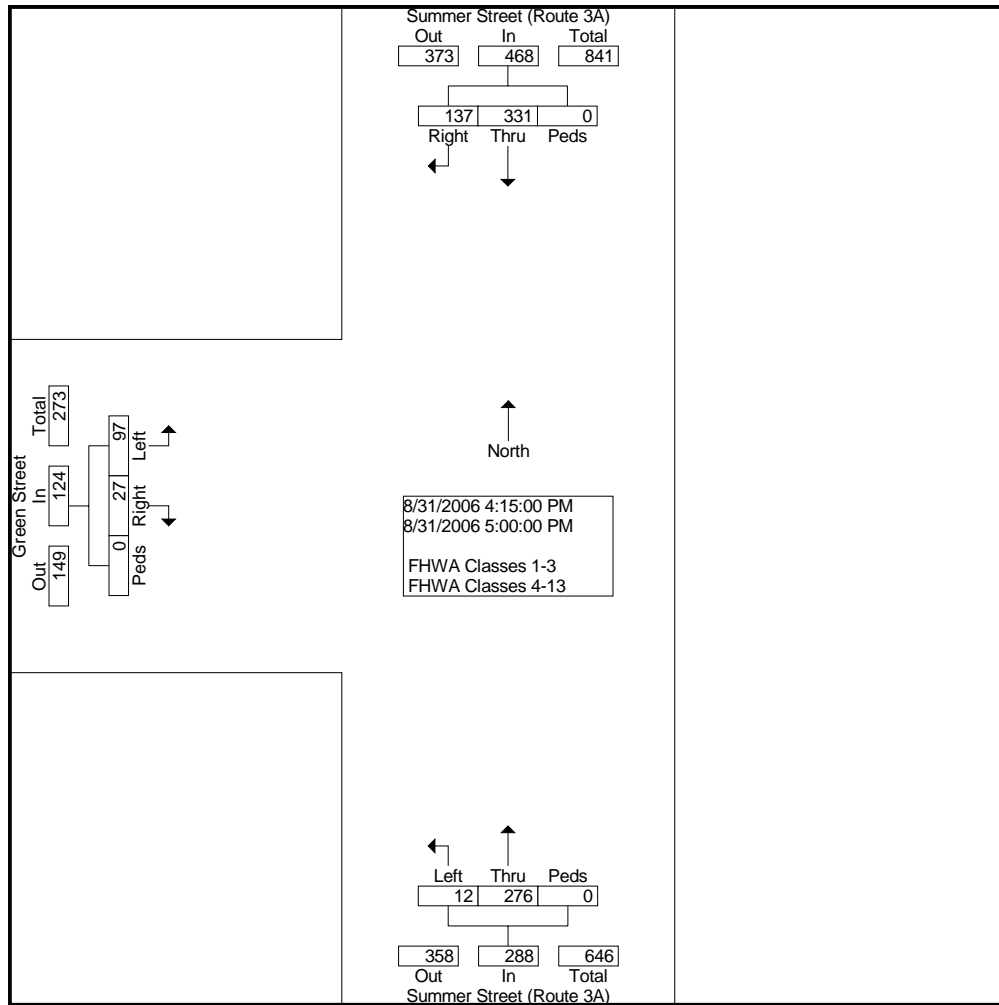 Summer Street (Route 3A)
Out In Total
373 468 841
137 331 0
Right Thru Peds
Green Street
Out In Total
149 124 273
0 27 97
Peds Right Left
North
8/31/2006 4:15:00 PM
8/31/2006 5:00:00 PM
FHWA Classes 1-3
FHWA Classes 4-13
Left Thru Peds
12 276 0
358 288 646
Out In Total
Summer Street (Route 3A)